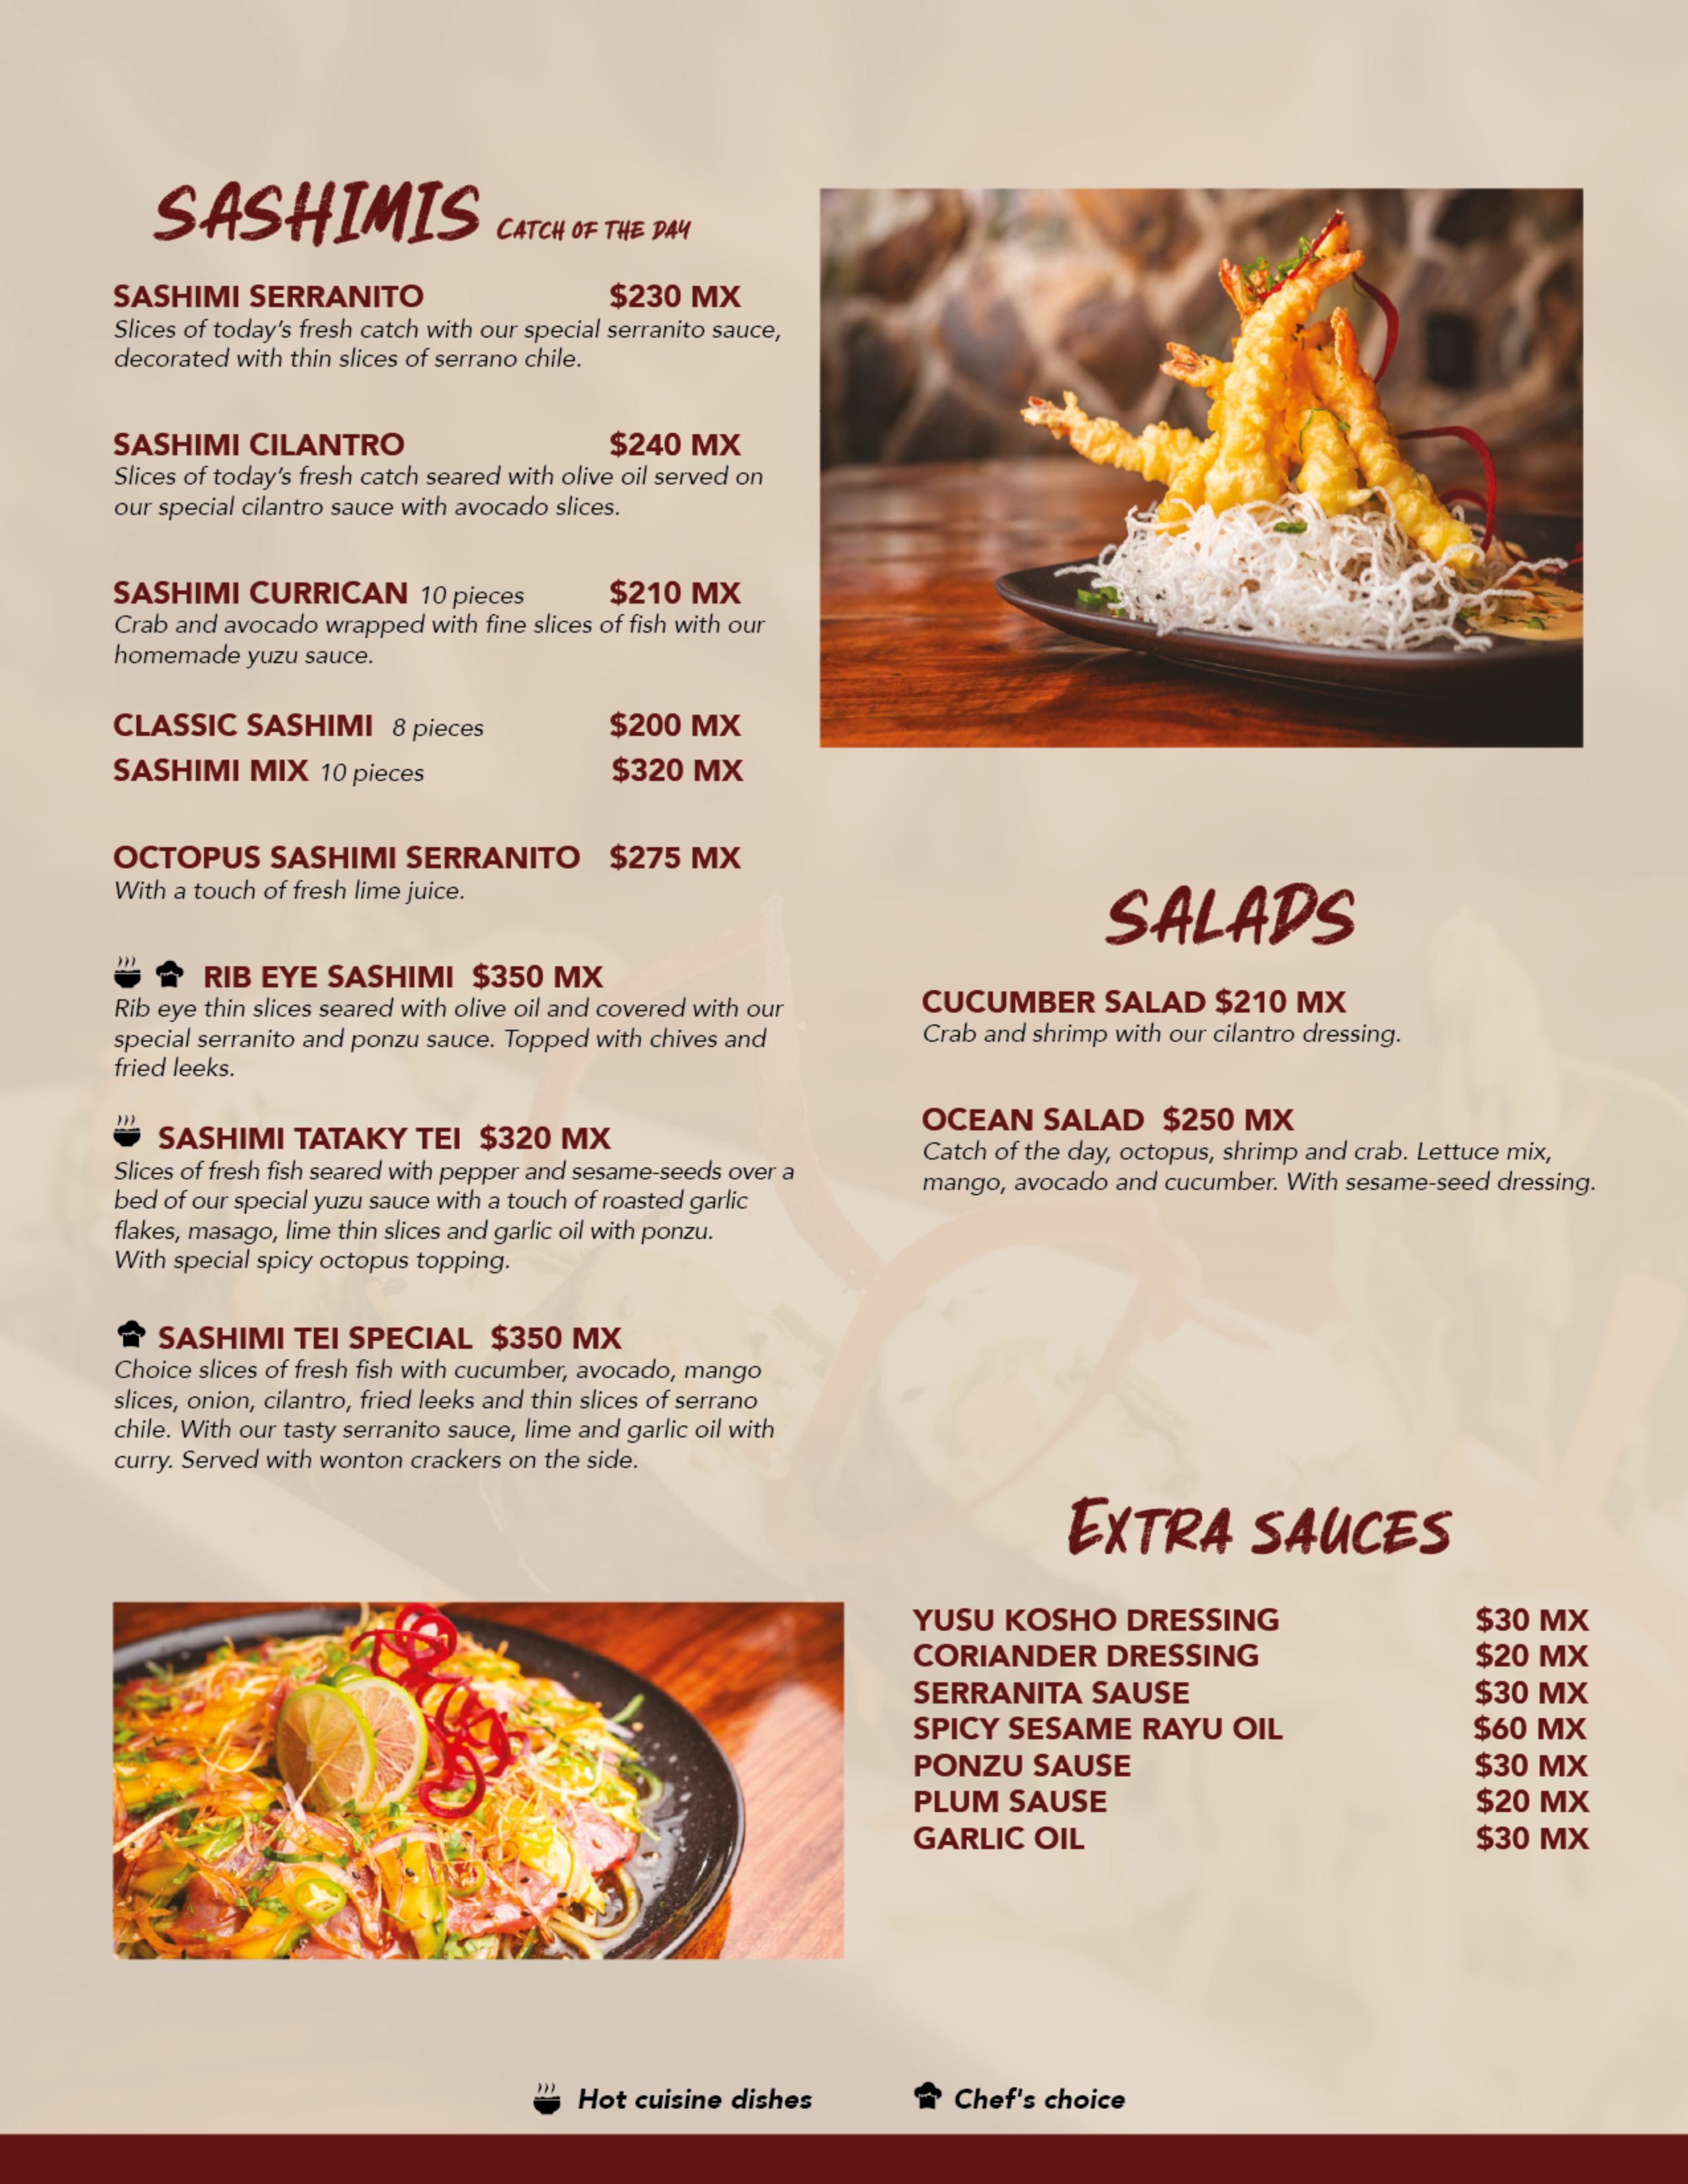 SASHIMIS CATCH OF THE DAY
SASHIMI SERRANITO $230 MX
Slices of today's fresh catch with our special serranito sauce,
decorated with thin slices of serrano chile.
SASHIMI CILANTRO $240 MX
Slices of today's fresh catch seared with olive oil served on
our special cilantro sauce with avocado slices.
SASHIMI CURRICAN 10 pieces $210 MX
Crab and avocado wrapped with fine slices of fish with our
homemade yuzu sauce.
CLASSIC SASHIMI 8 pieces $200 MX
SASHIMI MIX 10 pieces $320 MX
OCTOPUS SASHIMI SERRANITO $275 MX
With a touch of fresh lime juice.
RIB EYE SASHIMI $350 MX
Rib eye thin slices seared with olive oil and covered with our
special serranito and ponzu sauce. Topped with chives and
fried leeks.
SASHIMI TATAKY TEI $320 MX
Slices of fresh fish seared with pepper and sesame-seeds over a
bed of our special yuzu sauce with a touch of roasted garlic
flakes, masago, lime thin slices and garlic oil with ponzu.
With special spicy octopus topping.
SASHIMI TEI SPECIAL $350 MX
Choice slices of fresh fish with cucumber, avocado, mango
slices, onion, cilantro, fried leeks and thin slices of serrano
chile. With our tasty serranito sauce, lime and garlic oil with
curry. Served with wonton crackers on the side.
SALADS
CUCUMBER SALAD $210 MX
Crab and shrimp with our cilantro dressing.
OCEAN SALAD $250 MX
Catch of the day, octopus, shrimp and crab. Lettuce mix,
mango, avocado and cucumber. With sesame-seed dressing.
EXTRA SAUCES
YUSU KOSHO DRESSING $30 MX
CORIANDER DRESSING $20 MX
SERRANITA SAUSE $30 MX
SPICY SESAME RAYU OIL $60 MX
PONZU SAUSE $30 MX
PLUM SAUSE $20 MX
GARLIC OIL $30 MX
Hot cuisine dishes
Chef's choice